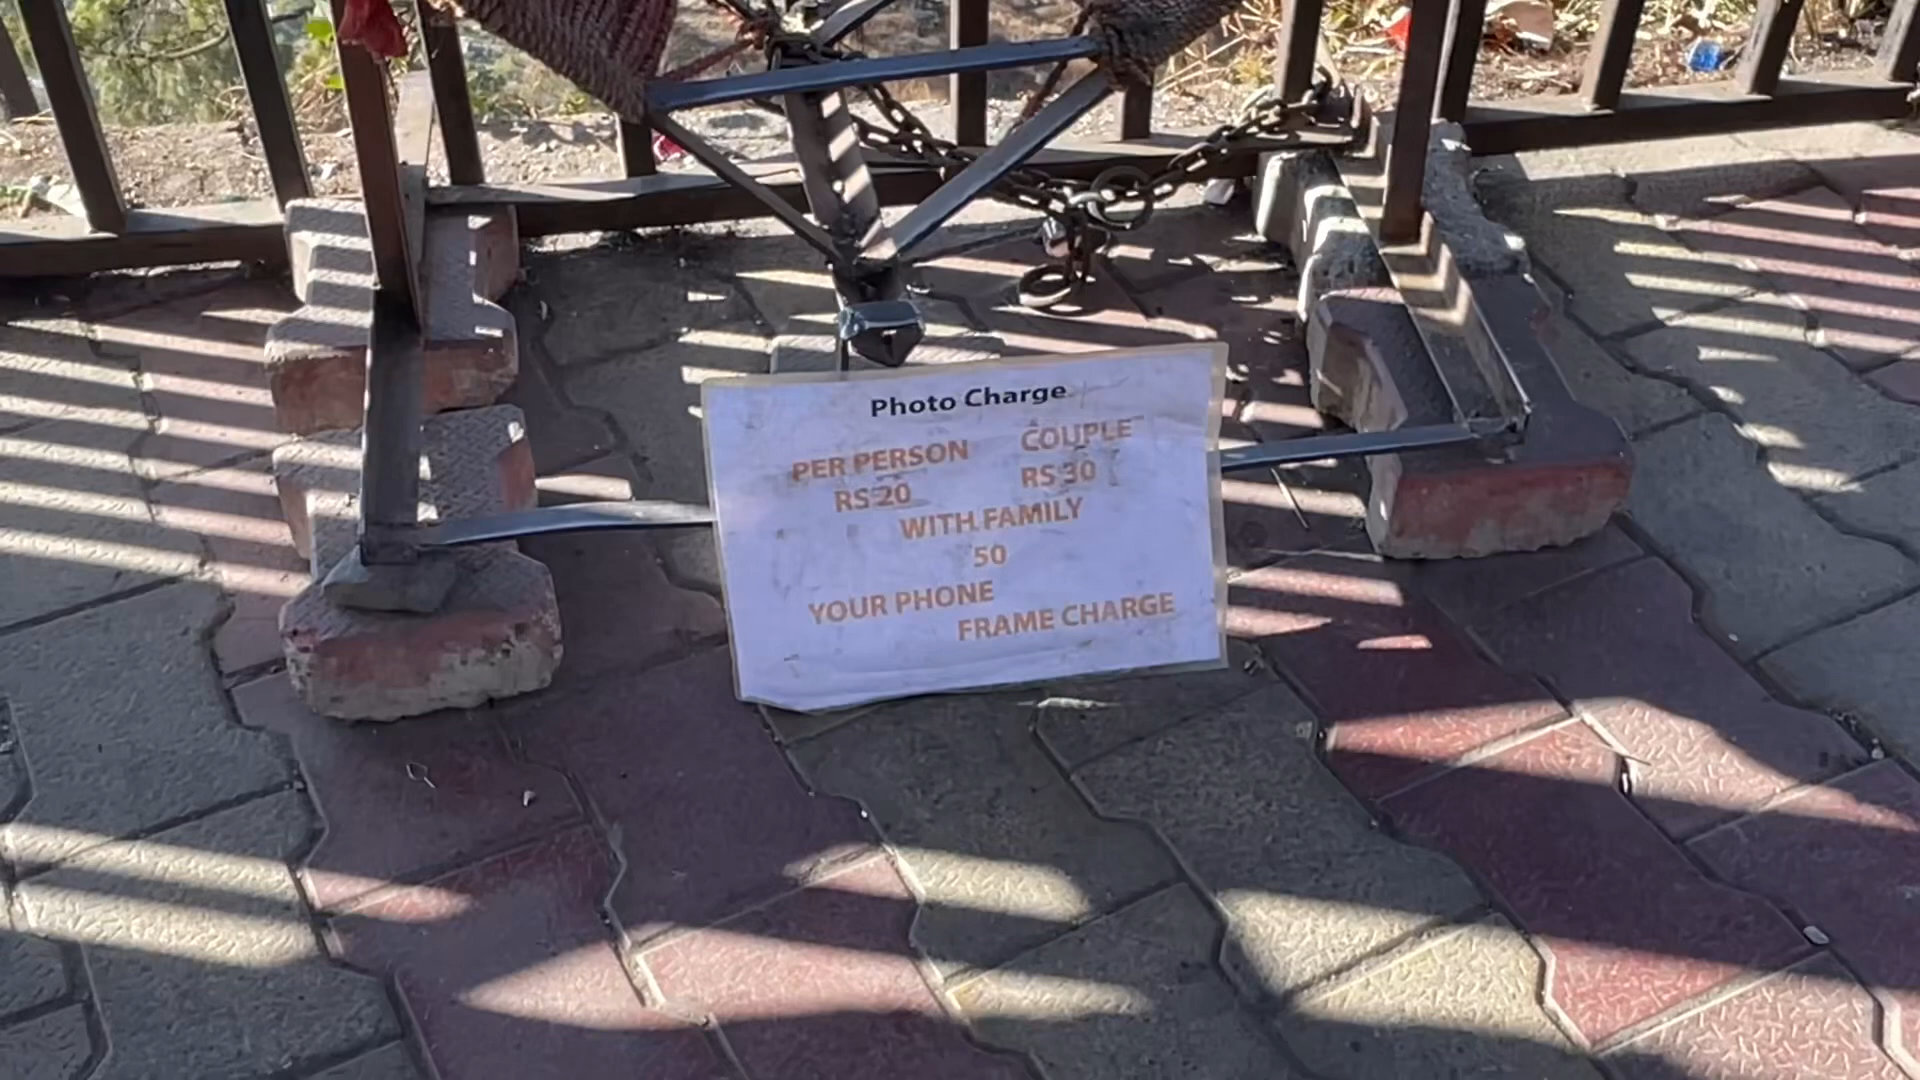 Photo Charge
PER PERSON COUPLE
RS 20 RS 30
WITH FAMILY
50
YOUR PHONE
FRAME CHARGE